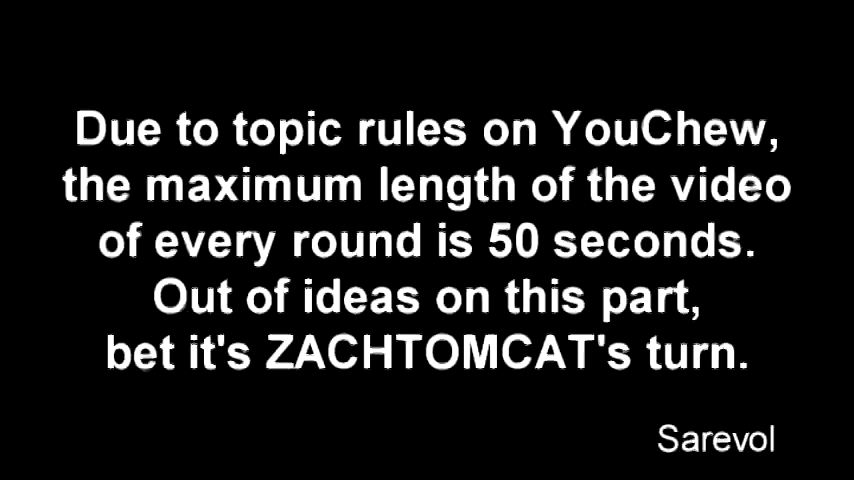 Due to topic rules on YouChew,
the maximum length of the video
of every round is 50 seconds.
Out of ideas on this part,
bet it's ZACHTOMCAT's turn.
Sarevol